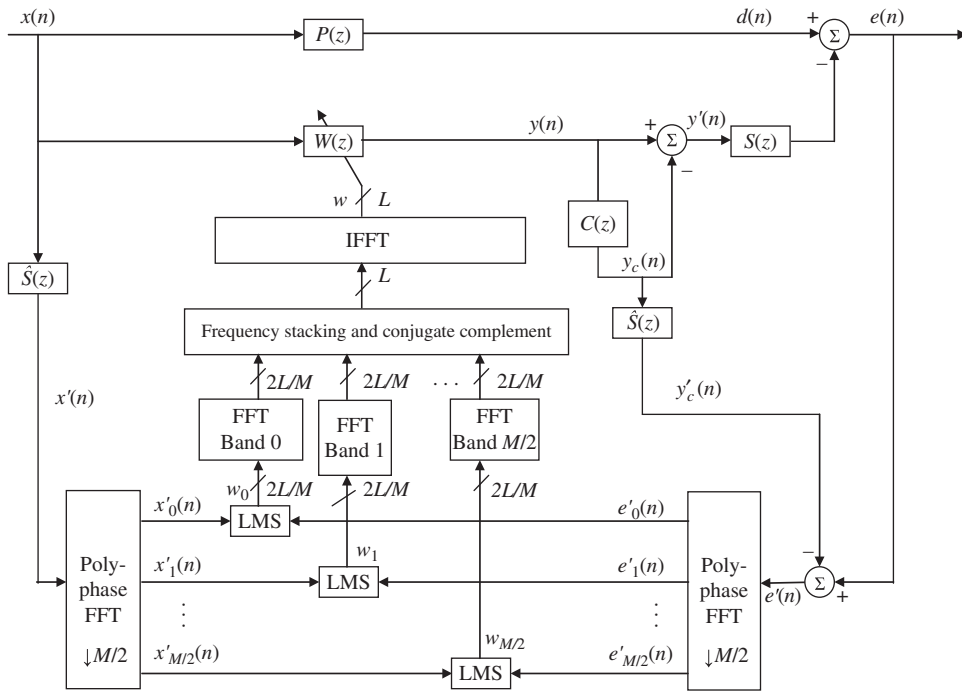 x(n)
P(z)
d(n)
+
Σ
e(n)
−
W(z)
y(n)
+
Σ
−
y'(n)
S(z)
w
L
IFFT
C(z)
y_c(n)
Ŝ(z)
L
Ŝ(z)
Frequency stacking and conjugate complement
x'(n)
2L/M
2L/M
. . .
2L/M
y'_c(n)
FFT
Band 0
FFT
Band 1
FFT
Band M/2
w_0
2L/M
2L/M
2L/M
x'_0(n)
LMS
e'_0(n)
w_1
Poly-
phase
FFT
↓M/2
x'_1(n)
LMS
e'_1(n)
Poly-
phase
FFT
↓M/2
−
Σ
+
e'(n)
⋮
⋮
w_{M/2}
x'_{M/2}(n)
LMS
e'_{M/2}(n)